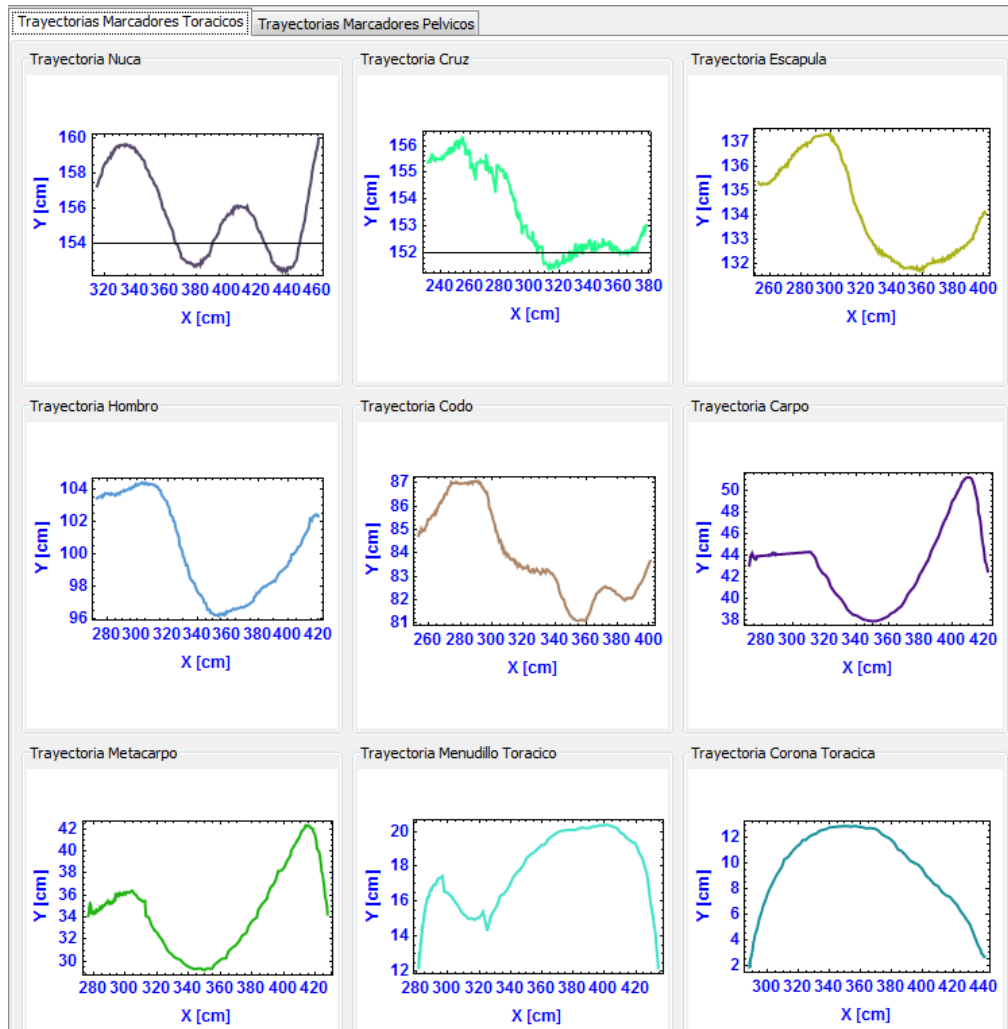 Trayectorias Marcadores Toracicos
Trayectorias Marcadores Pelvicos
Trayectoria Nuca
160
158
156
154
Y [cm]
320 340 360 380 400 420 440 460
X [cm]
Trayectoria Cruz
156
155
153
152
Y [cm]
240 260 280 300 320 340 360 380
X [cm]
Trayectoria Escapula
137
136
135
134
133
132
Y [cm]
260 280 300 320 340 360 380 400
X [cm]
Trayectoria Hombro
104
102
100
98
96
Y [cm]
280 300 320 340 360 380 400 420
X [cm]
Trayectoria Codo
87
86
85
84
83
82
81
Y [cm]
260 280 300 320 340 360 380 400
X [cm]
Trayectoria Carpo
50
48
46
44
42
40
38
Y [cm]
280 300 320 340 360 380 400 420
X [cm]
Trayectoria Metacarpo
42
40
38
36
34
32
30
Y [cm]
280 300 320 340 360 380 400 420
X [cm]
Trayectoria Menudillo Toracico
20
18
16
14
12
Y [cm]
280 300 320 340 360 380 400 420
X [cm]
Trayectoria Corona Toracica
12
10
8
6
4
2
Y [cm]
300 320 340 360 380 400 420 440
X [cm]